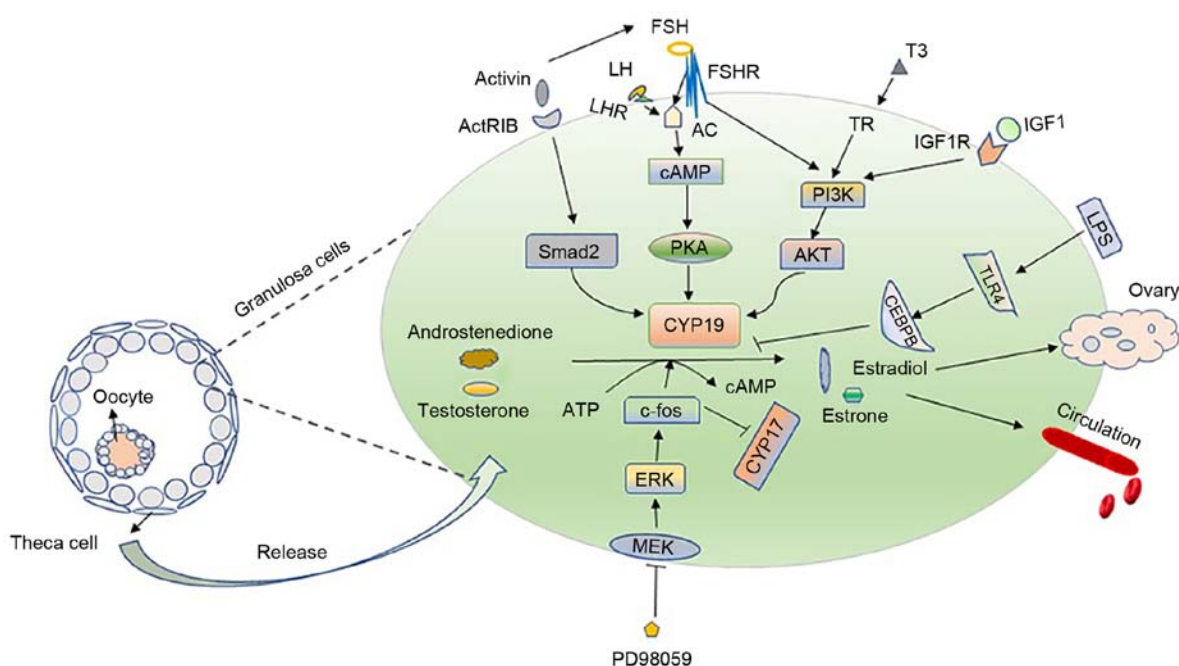 FSH
T3
LH
FSHR
Activin
LHR
ActRIB
AC
TR
IGF1R
IGF1
cAMP
PI3K
LPS
Smad2
PKA
AKT
TLR4
Granulosa cells
CEBPB
Ovary
CYP19
Androstenedione
Estradiol
Oocyte
cAMP
Testosterone
ATP
c-fos
Estrone
CYP17
Circulation
ERK
Theca cell
Release
MEK
PD98059